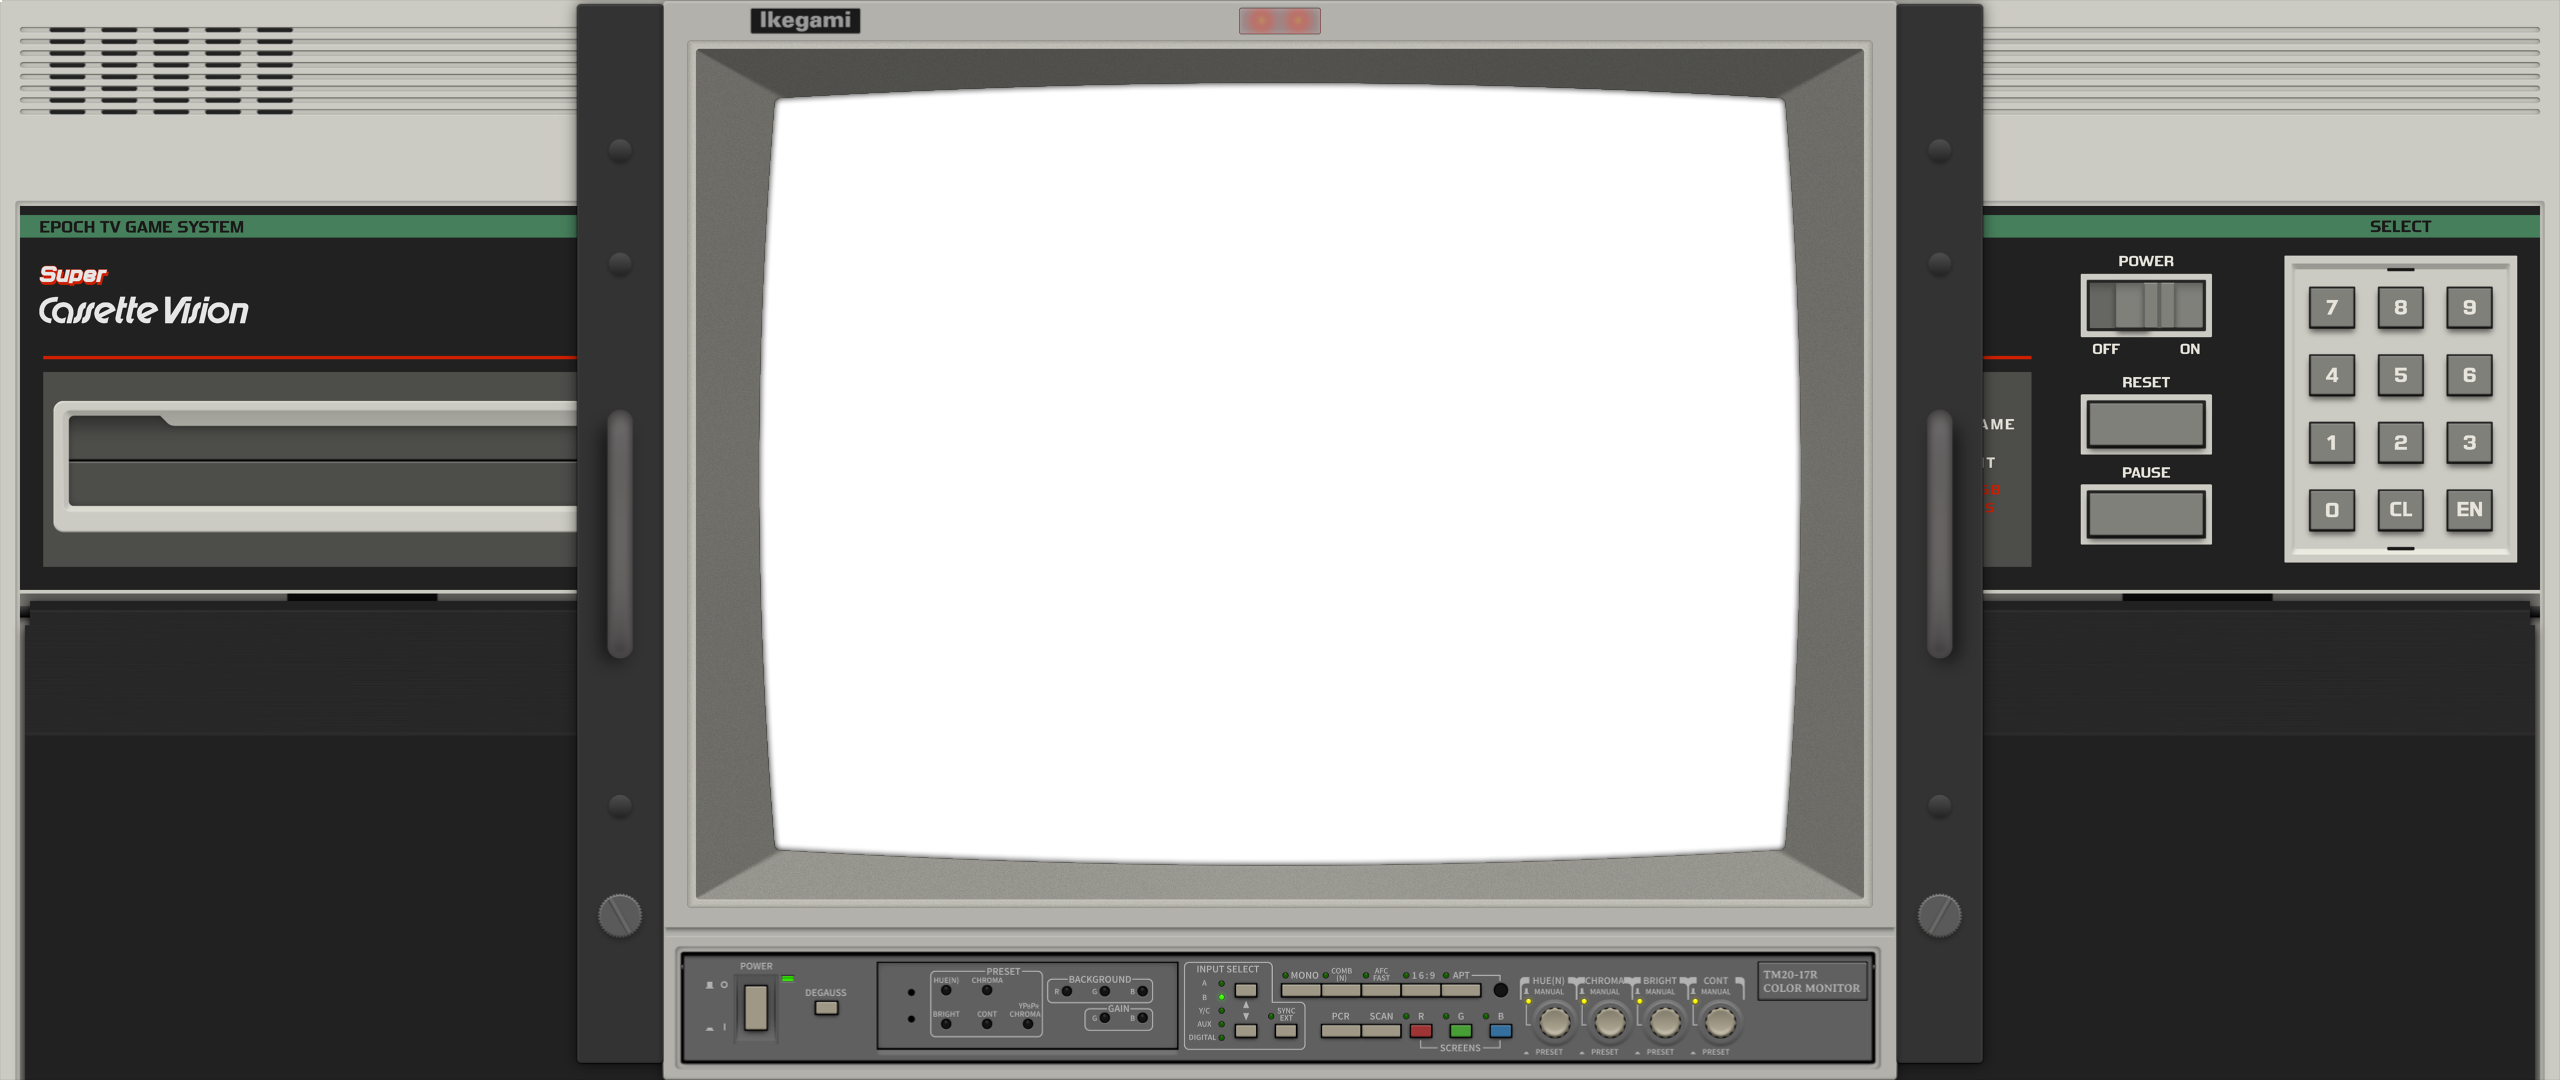 Ikegami
EPOCH TV GAME SYSTEM
Super
Cassette Vision
SELECT
POWER
OFF ON
RESET
PAUSE
7 8 9
4 5 6
1 2 3
0 CL EN
AME
T
POWER
DEGAUSS
PRESET
HUE(N) CHROMA
BRIGHT CONT YPBPR CHROMA
BACKGROUND
R G B
GAIN
G B
INPUT SELECT
A
B
Y/C
AUX
DIGITAL
SYNC EXT
MONO COMB (N) AFC FAST 16:9 APT
PCR SCAN R G B
SCREENS
HUE(N) CHROMA BRIGHT CONT
MANUAL MANUAL MANUAL MANUAL
PRESET PRESET PRESET PRESET
TM20-17R
COLOR MONITOR